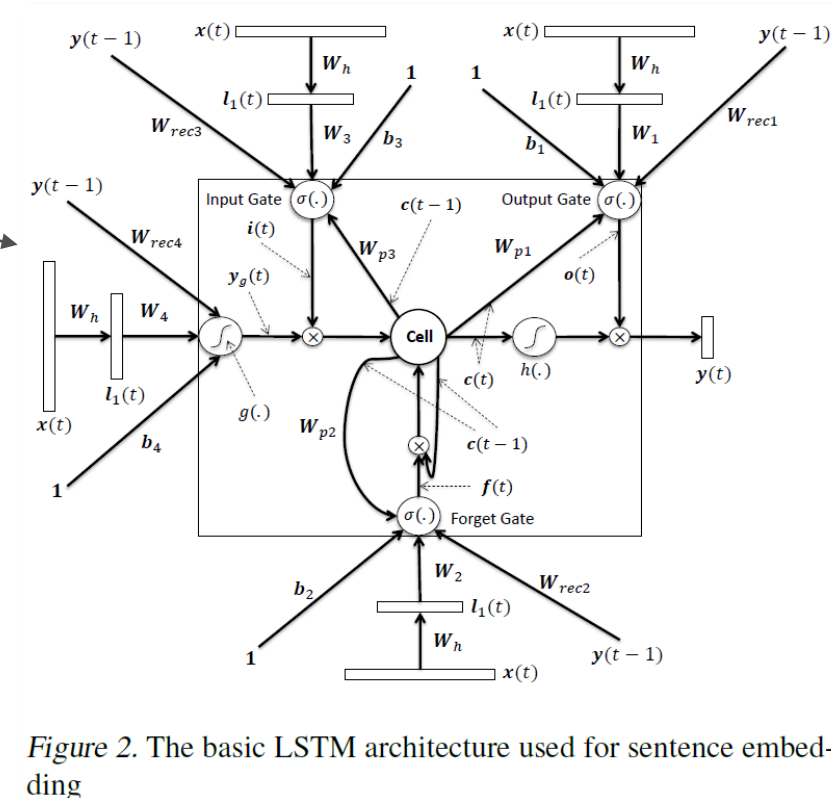 y(t − 1)
x(t)
x(t)
y(t − 1)
W_h
W_h
1
1
l_1(t)
l_1(t)
W_rec3
W_3
b_3
b_1
W_1
W_rec1
y(t − 1)
Input Gate
σ(.)
c(t − 1)
Output Gate
σ(.)
i(t)
W_rec4
W_p3
W_p1
o(t)
y_g(t)
W_h
W_4
×
Cell
×
h(.)
c(t)
y(t)
l_1(t)
x(t)
g(.)
W_p2
b_4
×
c(t − 1)
1
f(t)
σ(.)
Forget Gate
b_2
W_2
W_rec2
l_1(t)
W_h
1
y(t − 1)
x(t)
Figure 2. The basic LSTM architecture used for sentence embed-
ding